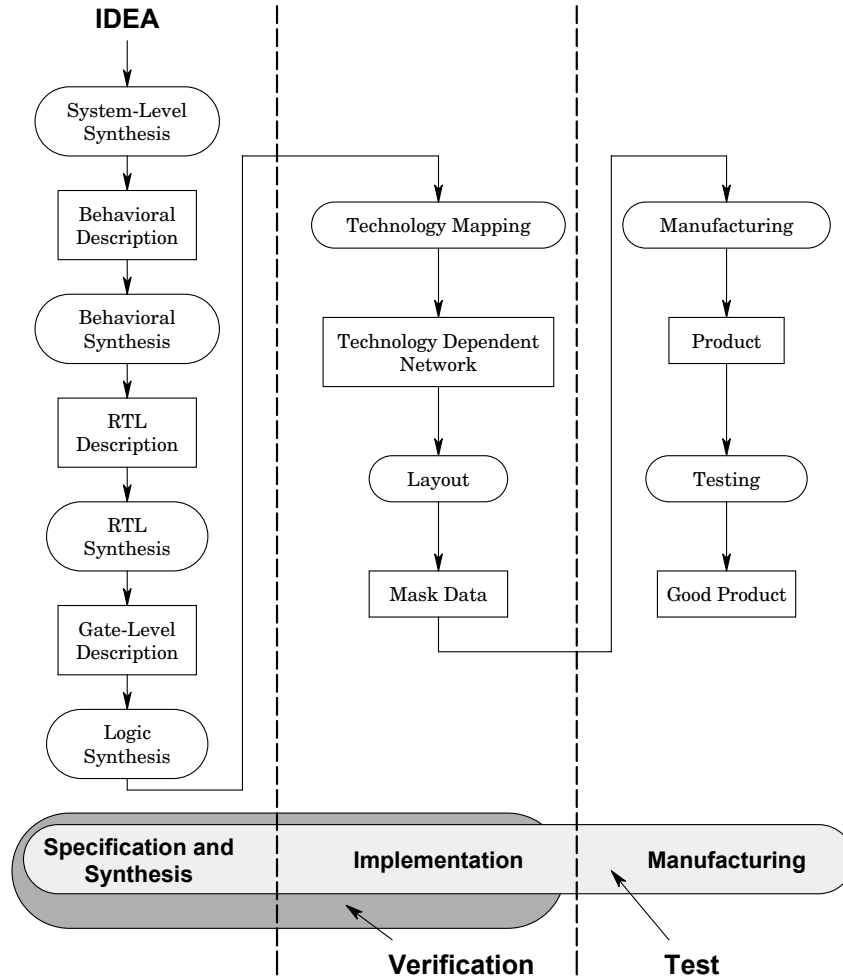 IDEA
System-Level
Synthesis
Behavioral
Description
Behavioral
Synthesis
RTL
Description
RTL
Synthesis
Gate-Level
Description
Logic
Synthesis
Technology Mapping
Technology Dependent
Network
Layout
Mask Data
Manufacturing
Product
Testing
Good Product
Specification and
Synthesis
Implementation
Manufacturing
Verification
Test